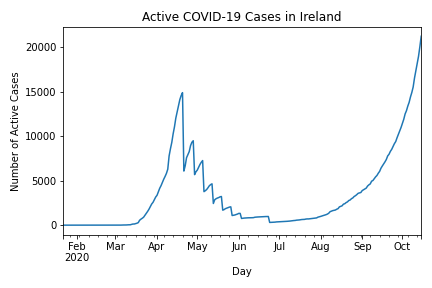 Active COVID-19 Cases in Ireland
Number of Active Cases
20000
15000
10000
5000
0
Feb Mar Apr May Jun Jul Aug Sep Oct
2020
Day